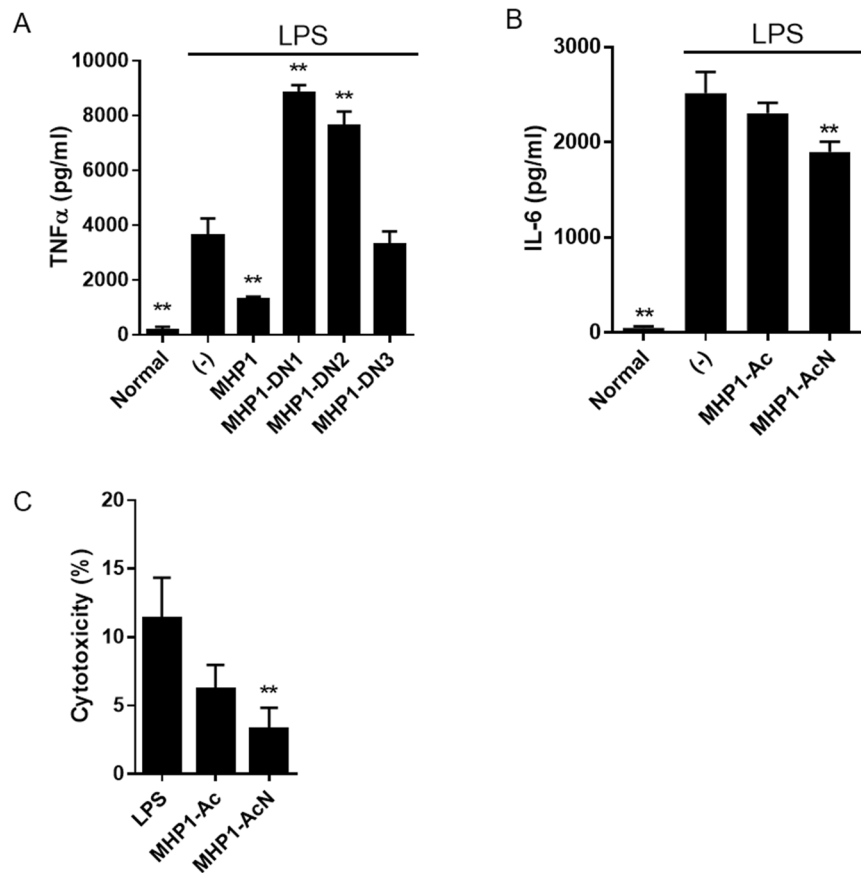 A
LPS
TNFα (pg/ml)
10000
8000
6000
4000
2000
0
**
**
**
**
Normal
(-)
MHP1
MHP1-DN1
MHP1-DN2
MHP1-DN3
B
LPS
IL-6 (pg/ml)
3000
2000
1000
0
**
**
Normal
(-)
MHP1-Ac
MHP1-AcN
C
Cytotoxicity (%)
20
15
10
5
0
**
LPS
MHP1-Ac
MHP1-AcN